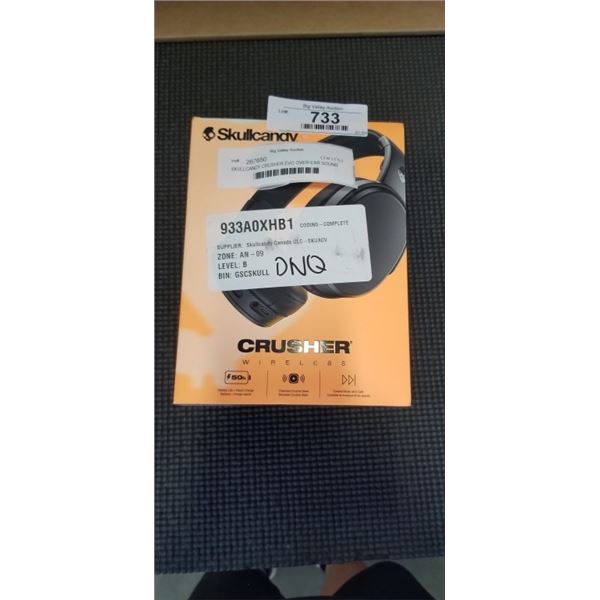 Big Valley Auction
733
Skullcandy
Big Valley Auction
267650
SKULLCANDY CRUSHER EVO OVER-EAR SOUND
933A0XHB1 CODING - COMPLETE
SUPPLIER: Skullcandy Canada ULC - SKUACV
ZONE: AN - 09
LEVEL: B
BIN: GSCSKULL
DNQ
CRUSHER
WIRELESS
50h